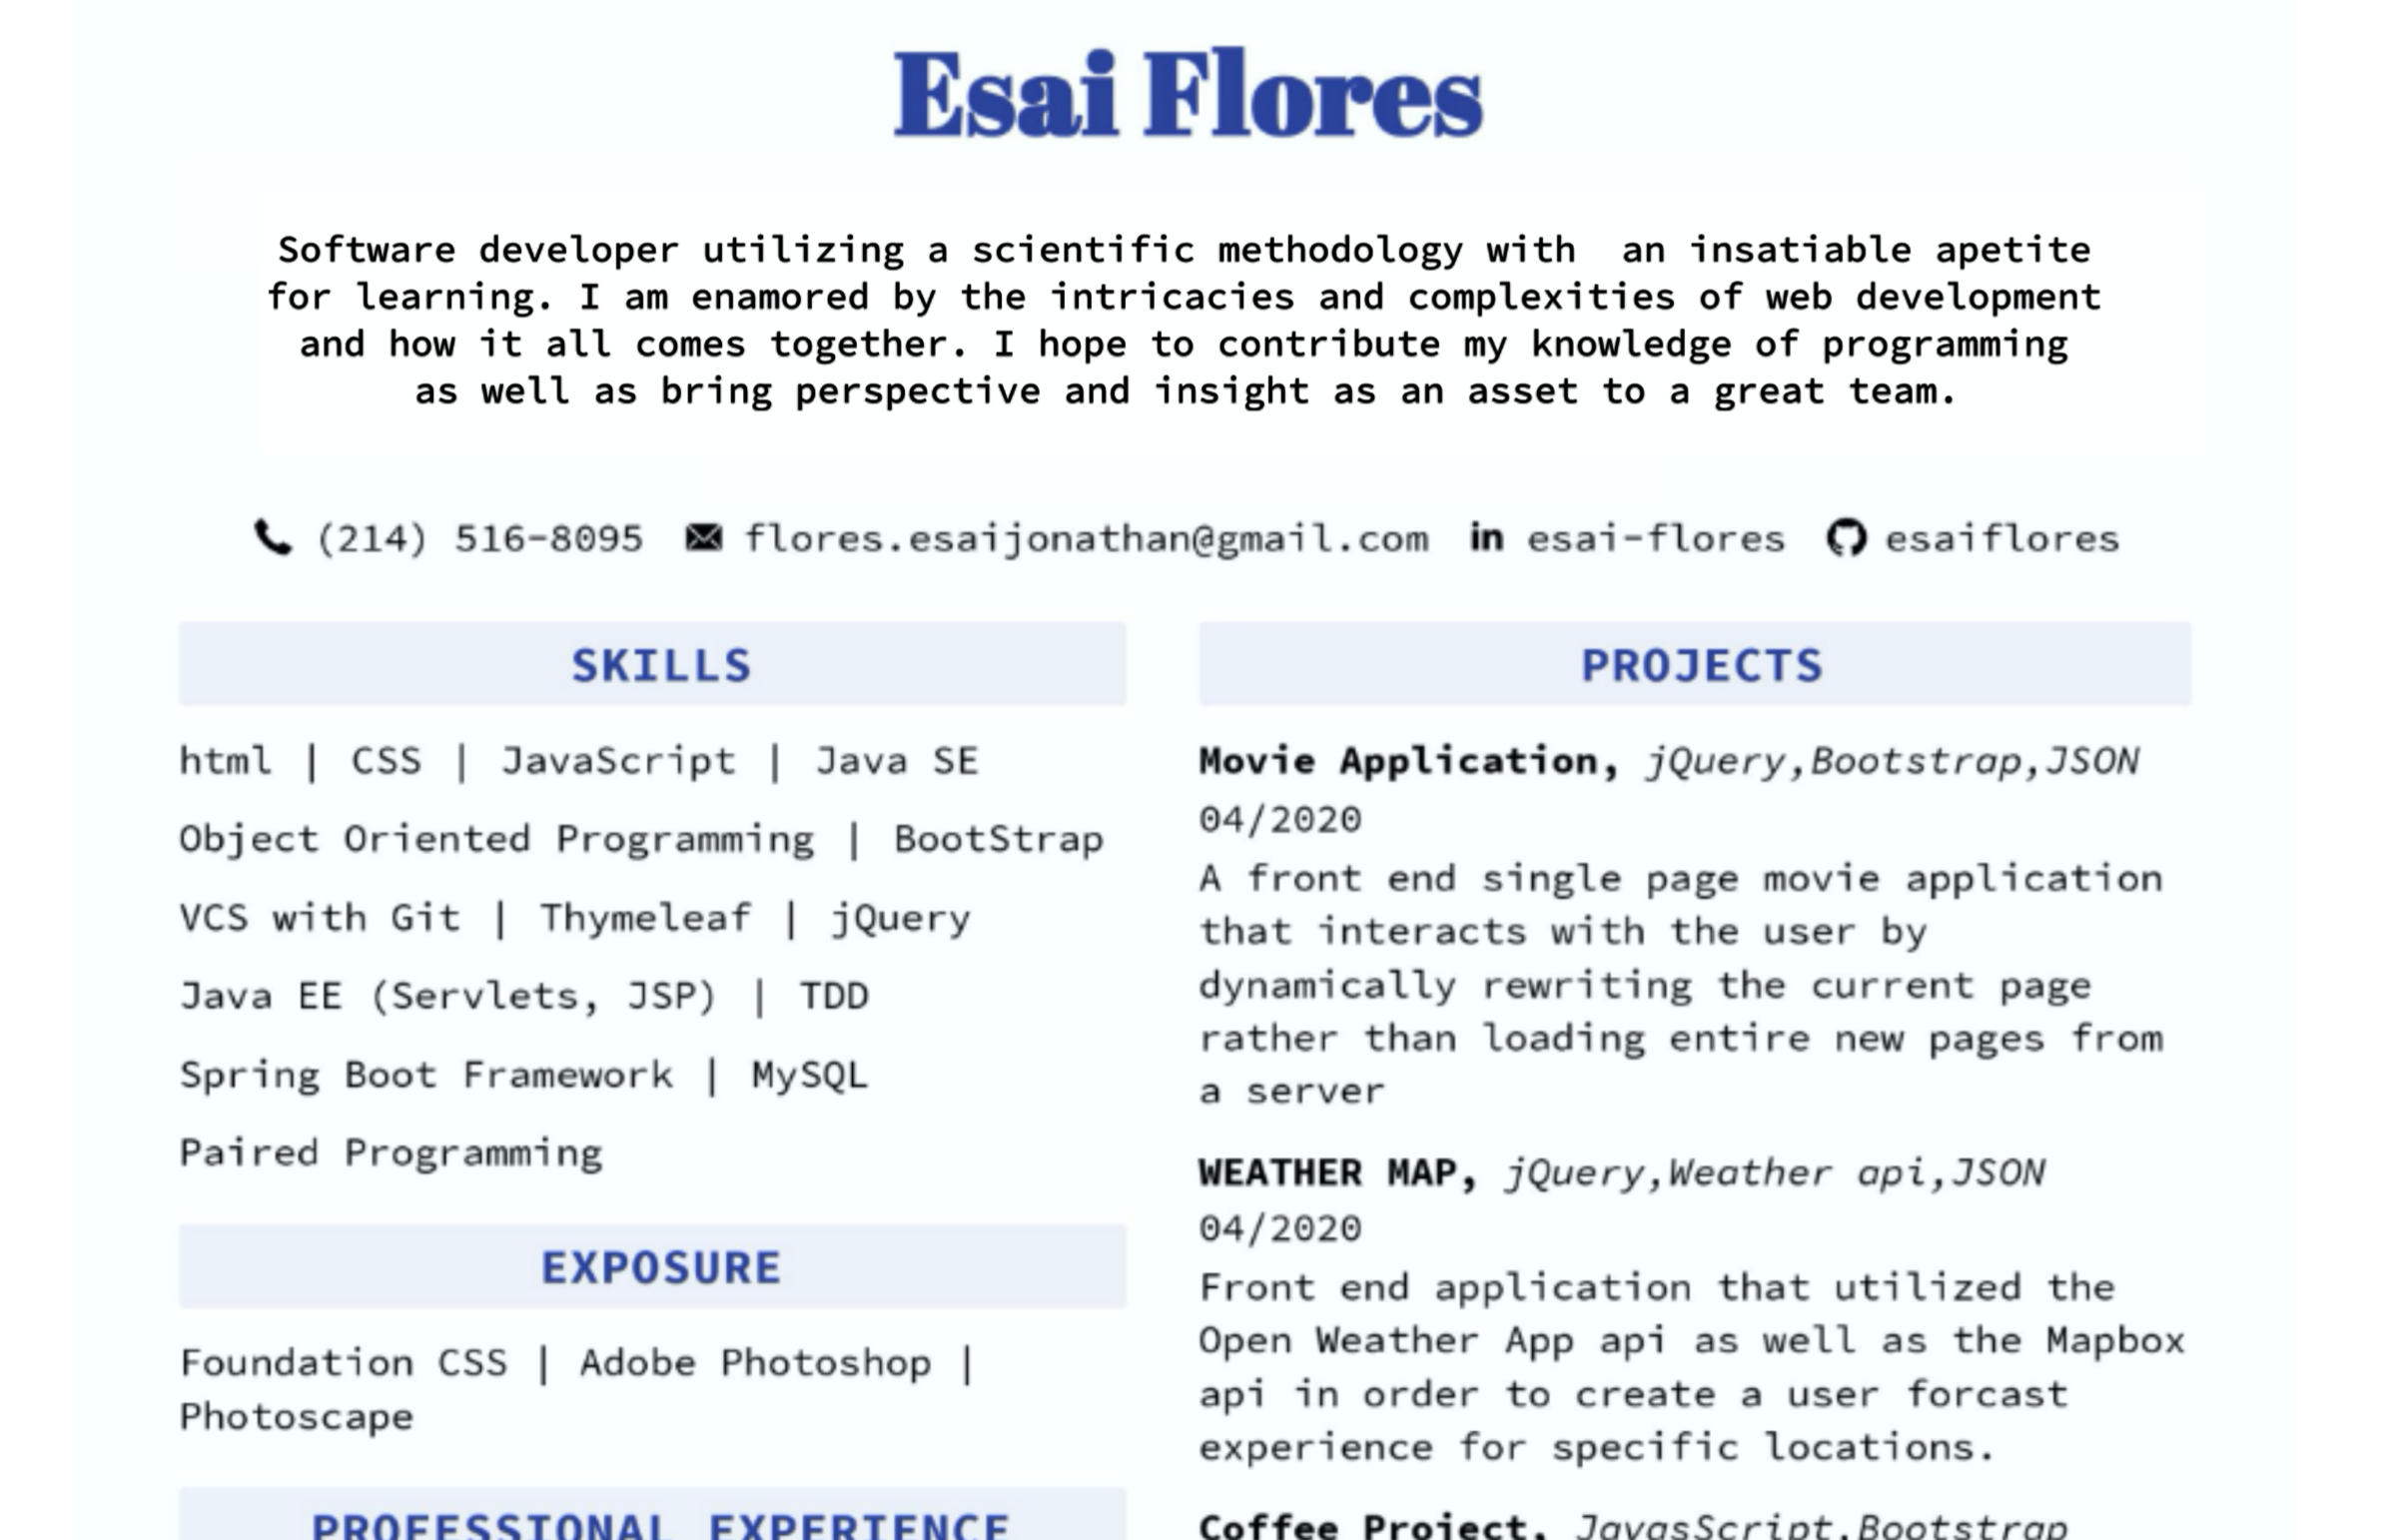 Esai Flores
Software developer utilizing a scientific methodology with  an insatiable apetite
for learning. I am enamored by the intricacies and complexities of web development
and how it all comes together. I hope to contribute my knowledge of programming
as well as bring perspective and insight as an asset to a great team.
(214) 516-8095 flores.esaijonathan@gmail.com in esai-flores esaiflores
SKILLS
html | CSS | JavaScript | Java SE
Object Oriented Programming | BootStrap
VCS with Git | Thymeleaf | jQuery
Java EE (Servlets, JSP) | TDD
Spring Boot Framework | MySQL
Paired Programming
EXPOSURE
Foundation CSS | Adobe Photoshop |
Photoscape
PROFESSIONAL EXPERIENCE
PROJECTS
Movie Application, jQuery,Bootstrap,JSON
04/2020
A front end single page movie application
that interacts with the user by
dynamically rewriting the current page
rather than loading entire new pages from
a server
WEATHER MAP, jQuery,Weather api,JSON
04/2020
Front end application that utilized the
Open Weather App api as well as the Mapbox
api in order to create a user forcast
experience for specific locations.
Coffee Project, JavasScript,Bootstrap